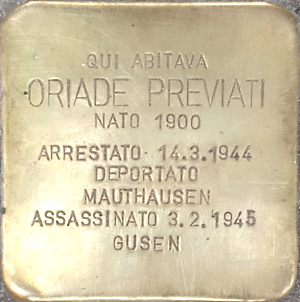 QUI ABITAVA
ORIADE PREVIATI
NATO 1900
ARRESTATO 14.3.1944
DEPORTATO
MAUTHAUSEN
ASSASSINATO 3.2.1945
GUSEN